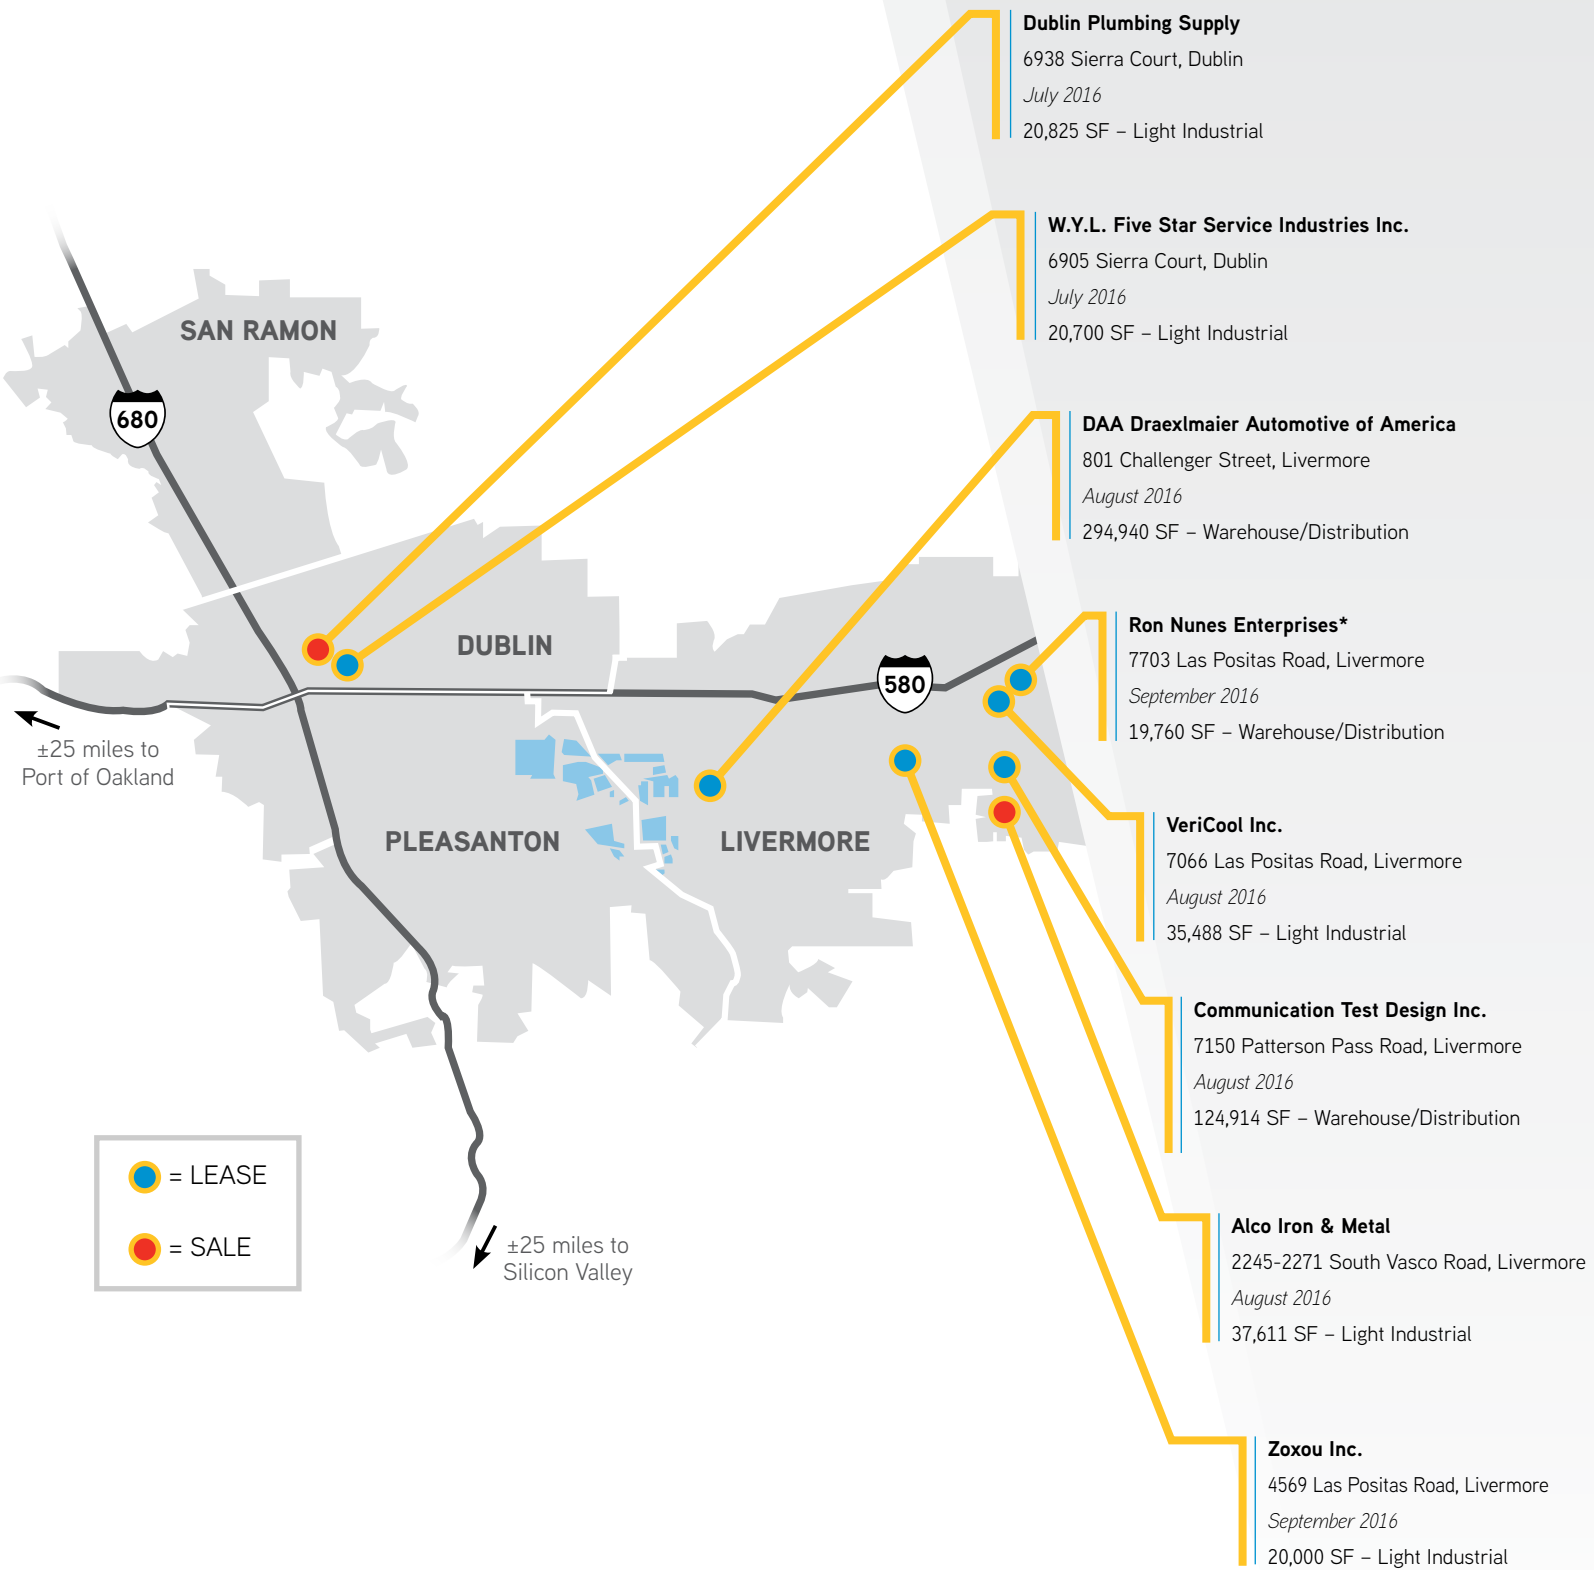 Dublin Plumbing Supply
6938 Sierra Court, Dublin
July 2016
20,825 SF – Light Industrial
W.Y.L. Five Star Service Industries Inc.
6905 Sierra Court, Dublin
July 2016
20,700 SF – Light Industrial
DAA Draexlmaier Automotive of America
801 Challenger Street, Livermore
August 2016
294,940 SF – Warehouse/Distribution
Ron Nunes Enterprises*
7703 Las Positas Road, Livermore
September 2016
19,760 SF – Warehouse/Distribution
VeriCool Inc.
7066 Las Positas Road, Livermore
August 2016
35,488 SF – Light Industrial
Communication Test Design Inc.
7150 Patterson Pass Road, Livermore
August 2016
124,914 SF – Warehouse/Distribution
Alco Iron & Metal
2245-2271 South Vasco Road, Livermore
August 2016
37,611 SF – Light Industrial
Zoxou Inc.
4569 Las Positas Road, Livermore
September 2016
20,000 SF – Light Industrial
SAN RAMON
680
DUBLIN
580
±25 miles to
Port of Oakland
PLEASANTON
LIVERMORE
= LEASE
= SALE
±25 miles to
Silicon Valley